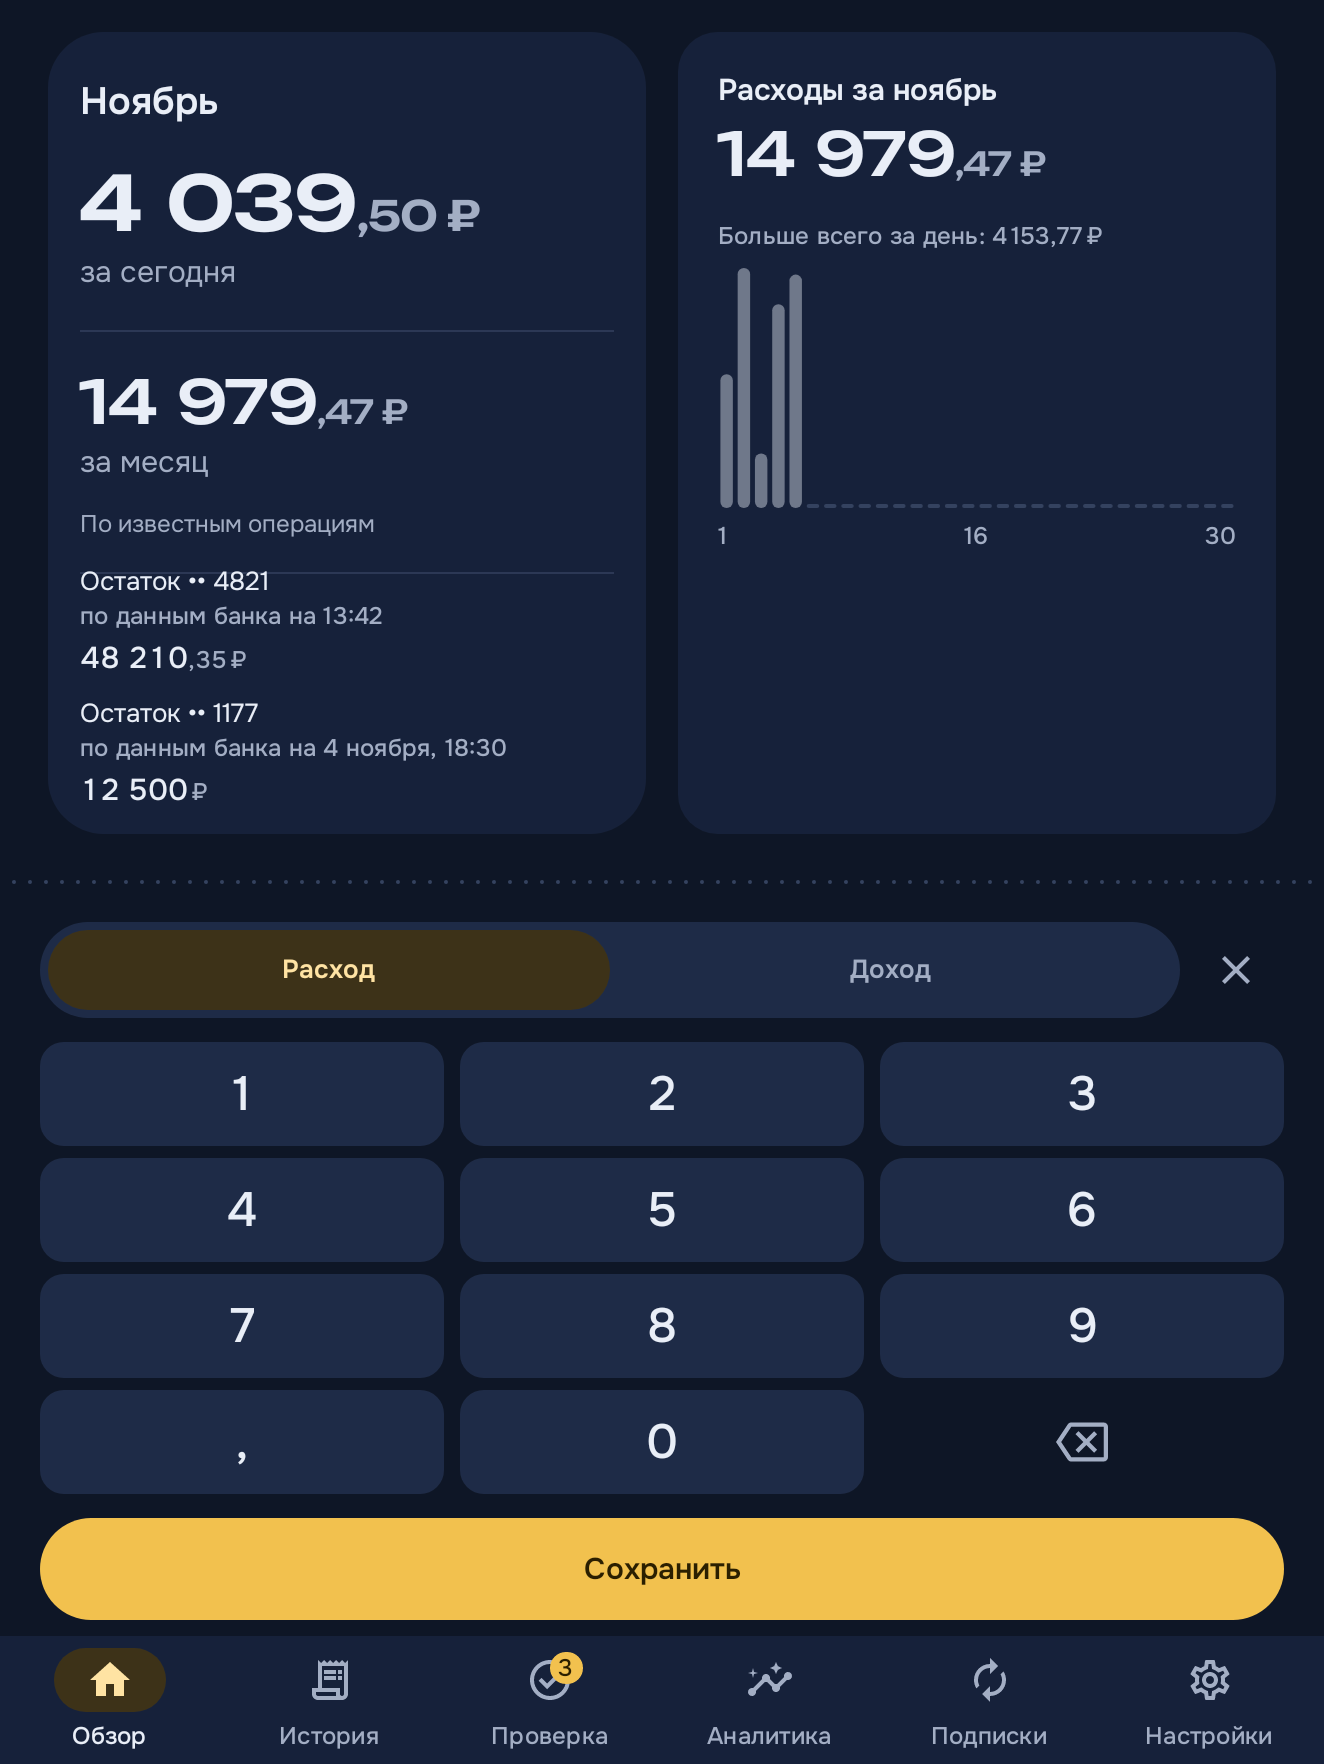 Ноябрь
4 039,50 ₽
за сегодня
14 979,47 ₽
за месяц
По известным операциям
Остаток •• 4821
по данным банка на 13:42
48 210,35 ₽
Остаток •• 1177
по данным банка на 4 ноября, 18:30
12 500 ₽
Расходы за ноябрь
14 979,47 ₽
Больше всего за день: 4 153,77 ₽
1 16 30
Расход Доход
1 2 3
4 5 6
7 8 9
, 0
Сохранить
3
Обзор История Проверка Аналитика Подписки Настройки